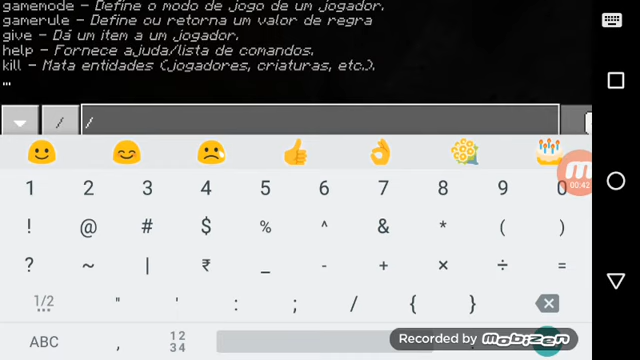 gamemode – Define o modo de jogo de um jogador.
gamerule – Define ou retorna um valor de regra
give – Dá um item a um jogador.
help – Fornece ajuda/lista de comandos.
kill – Mata entidades (jogadores, criaturas, etc.).
...
/ /
00:42
1 2 3 4 5 6 7 8 9 0
! @ # $ % ^ & * ( )
? ~ | ₹ _ - + × ÷ =
1/2 " ' : ; / { }
ABC , 12 34
Recorded by Mobizen